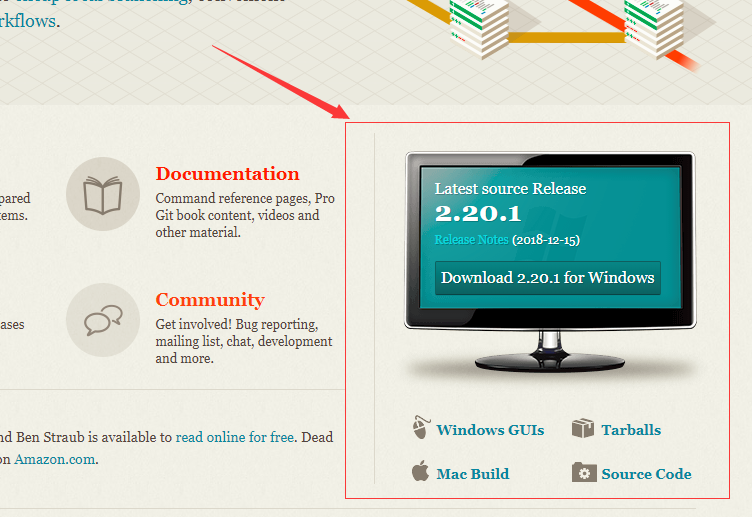 rkflows.
Documentation
Command reference pages, Pro
Git book content, videos and
other material.
pared
tems.
Community
Get involved! Bug reporting,
mailing list, chat, development
and more.
ases
nd Ben Straub is available to read online for free. Dead
on Amazon.com.
Latest source Release
2.20.1
Release Notes (2018-12-15)
Download 2.20.1 for Windows
Windows GUIs
Tarballs
Mac Build
Source Code